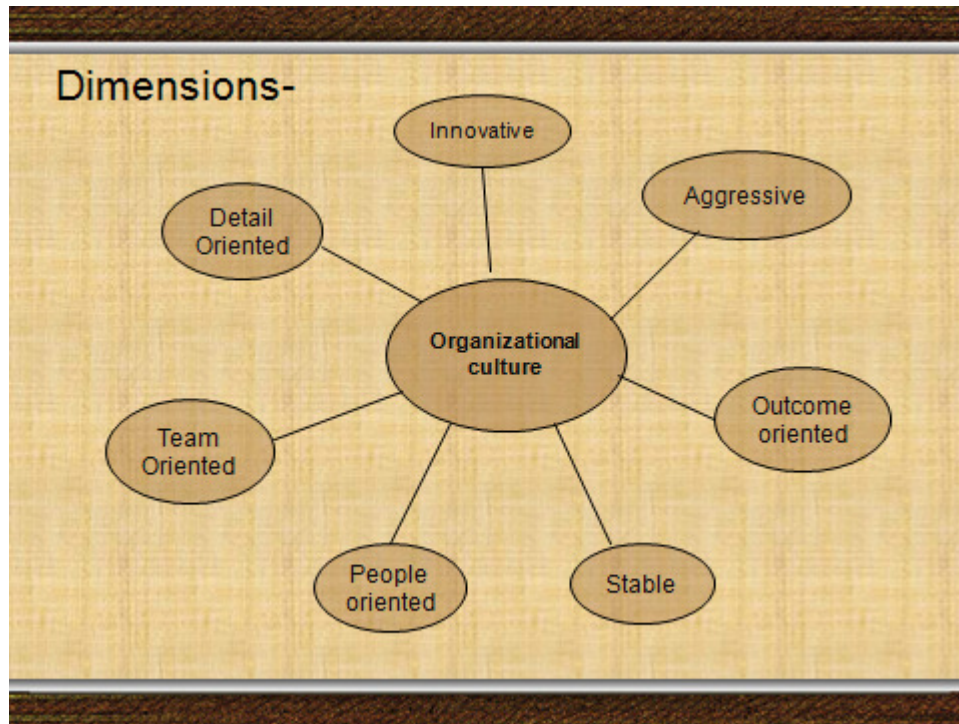 Dimensions-
Innovative
Aggressive
Detail
Oriented
Organizational
culture
Outcome
oriented
Team
Oriented
People
oriented
Stable